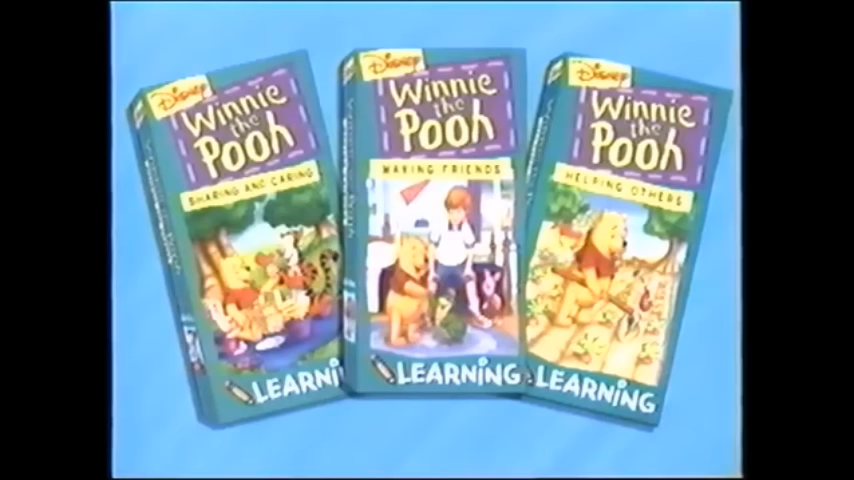 Disney
Winnie
the
Pooh
SHARING AND CARING
LEARNi
Disney
Winnie
the
Pooh
MAKING FRIENDS
LEARNiNG
Disney
Winnie
the
Pooh
HELPING OTHERS
LEARNiNG